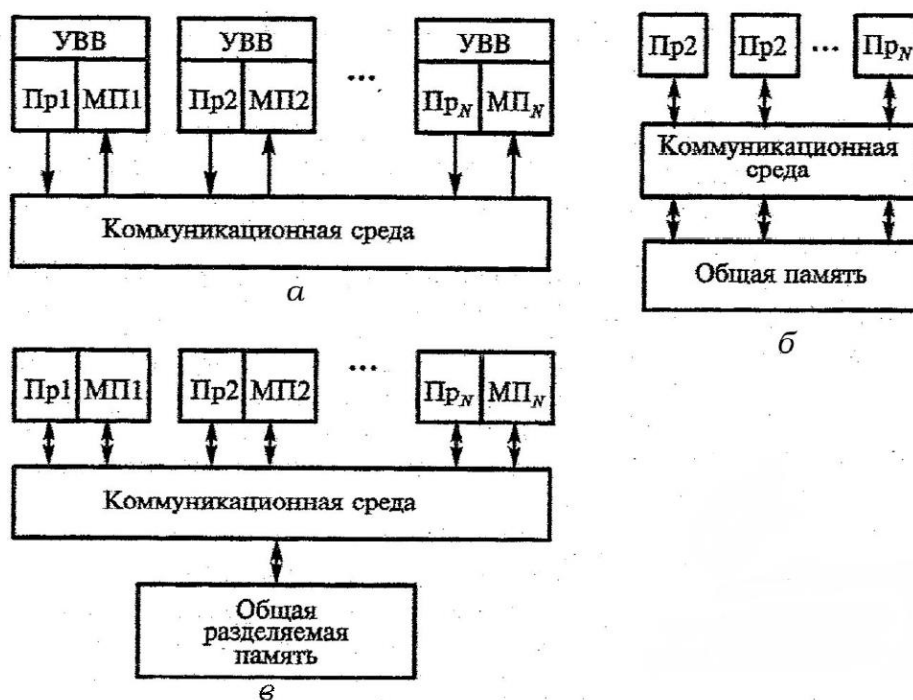 УВВ УВВ ... УВВ
Пр1 МП1 Пр2 МП2 Пр_N МП_N
Коммуникационная среда
а
Пр2 Пр2 ... Пр_N
Коммуникационная
среда
Общая память
б
Пр1 МП1 Пр2 МП2 ... Пр_N МП_N
Коммуникационная среда
Общая
разделяемая
память
в